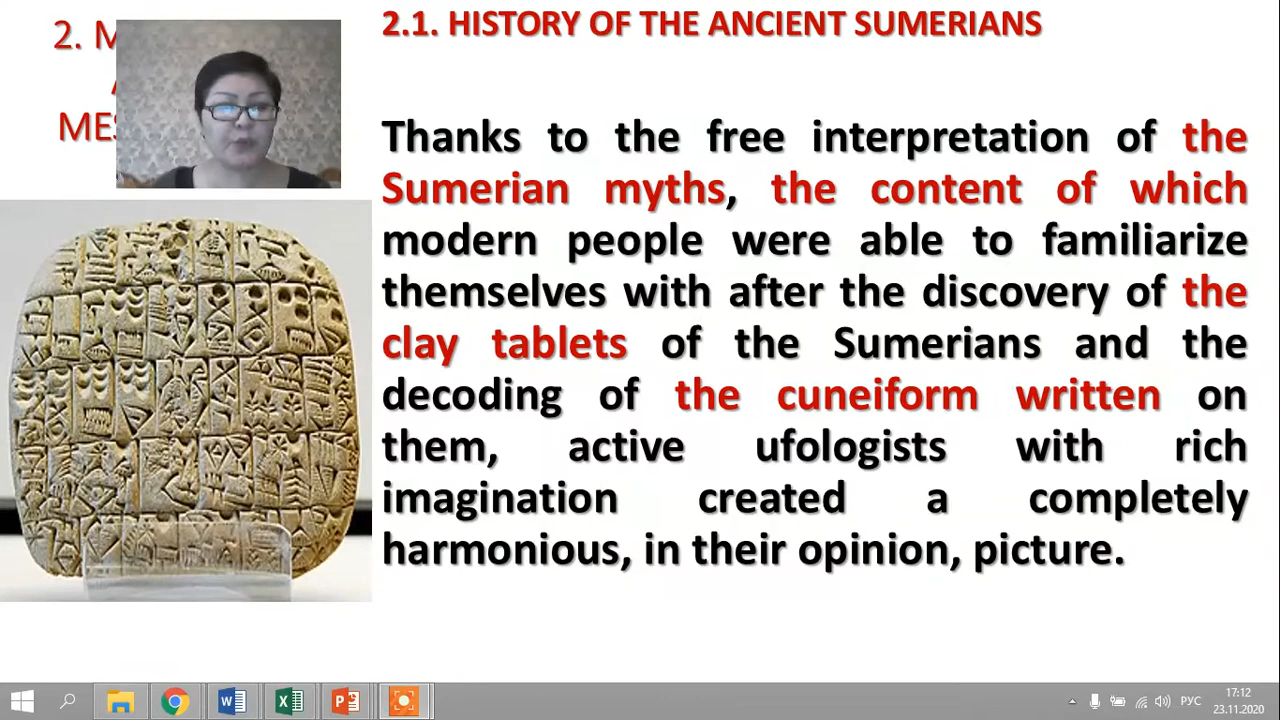 2. M
2.1. HISTORY OF THE ANCIENT SUMERIANS
MES
Thanks to the free interpretation of the
Sumerian myths, the content of which
modern people were able to familiarize
themselves with after the discovery of the
clay tablets of the Sumerians and the
decoding of the cuneiform written on
them, active ufologists with rich
imagination created a completely
harmonious, in their opinion, picture.
РУС
17:12
23.11.2020